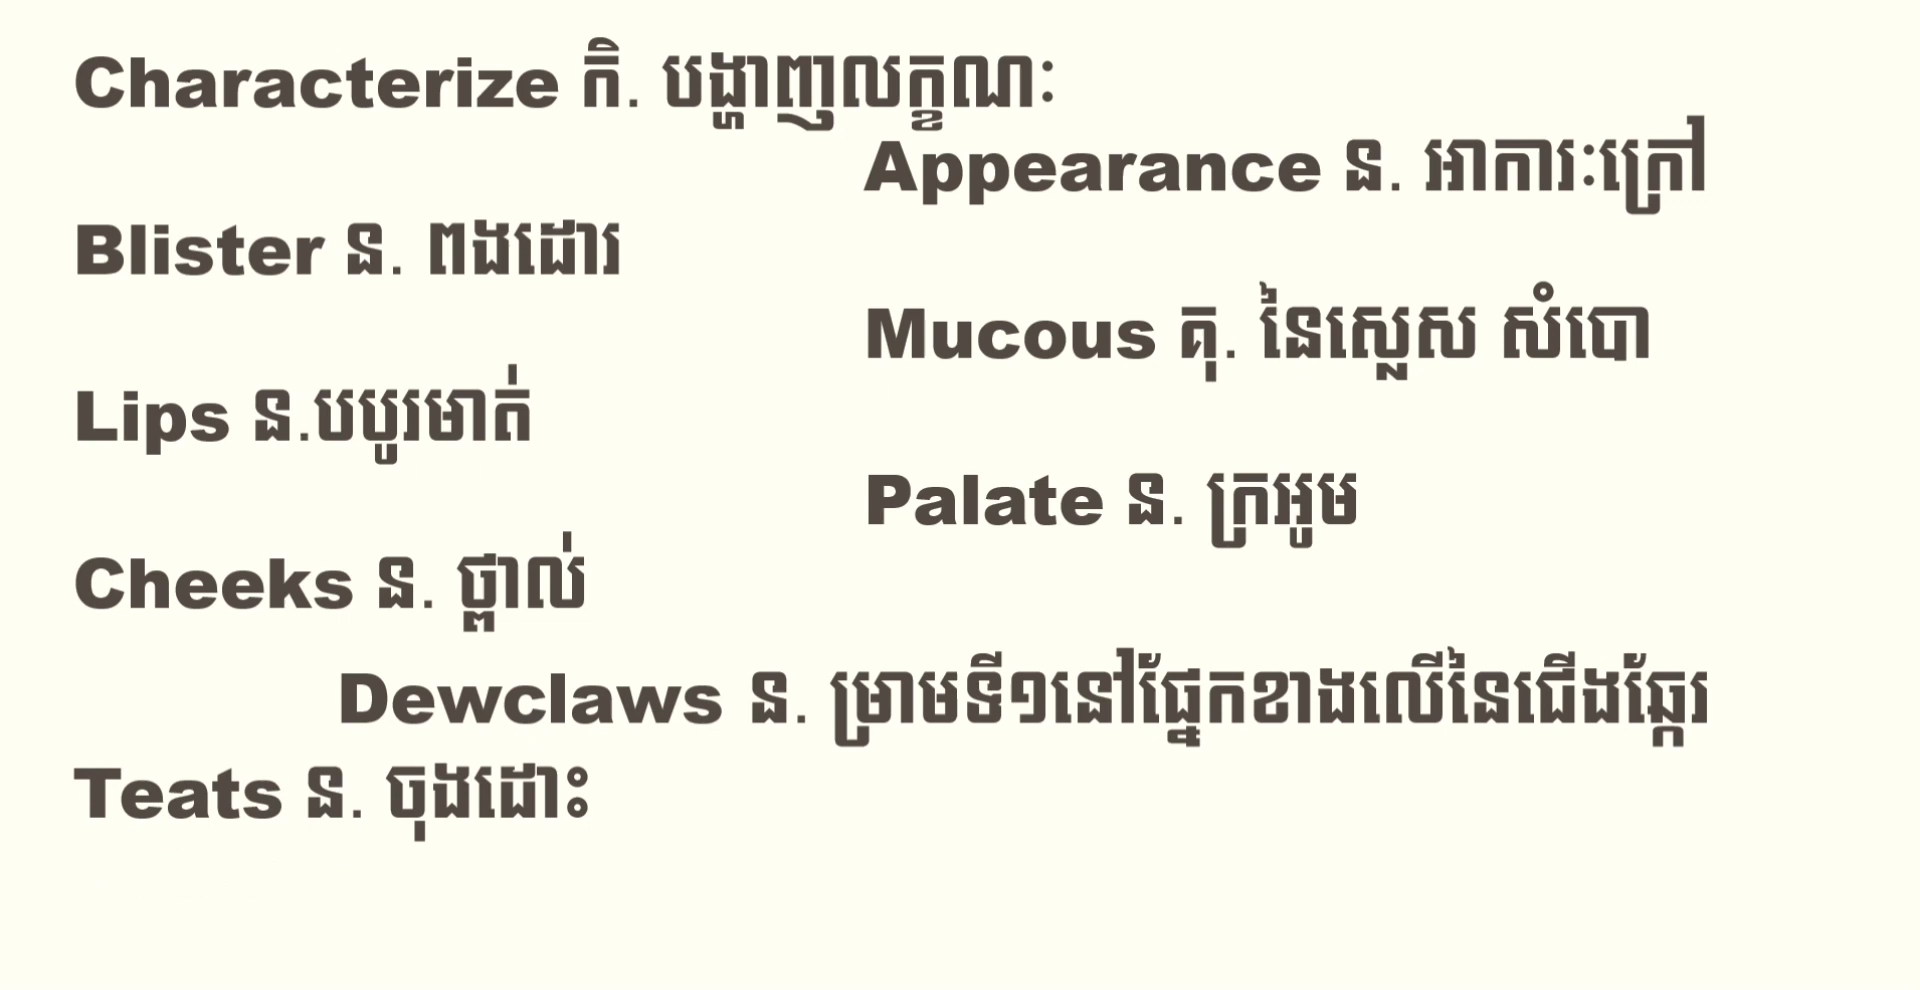 Characterize កិ. បង្ហាញលក្ខណៈ
Appearance ន. អាការៈក្រៅ
Blister ន. ពងដោរ
Mucous គុ. នៃស្លេស សំបោ
Lips ន.បបូរមាត់
Palate ន. ក្រអូម
Cheeks ន. ថ្ពាល់
Dewclaws ន. ម្រាមទី១នៅផ្នែកខាងលើនៃជើងឆ្កែរ
Teats ន. ចុងដោះ